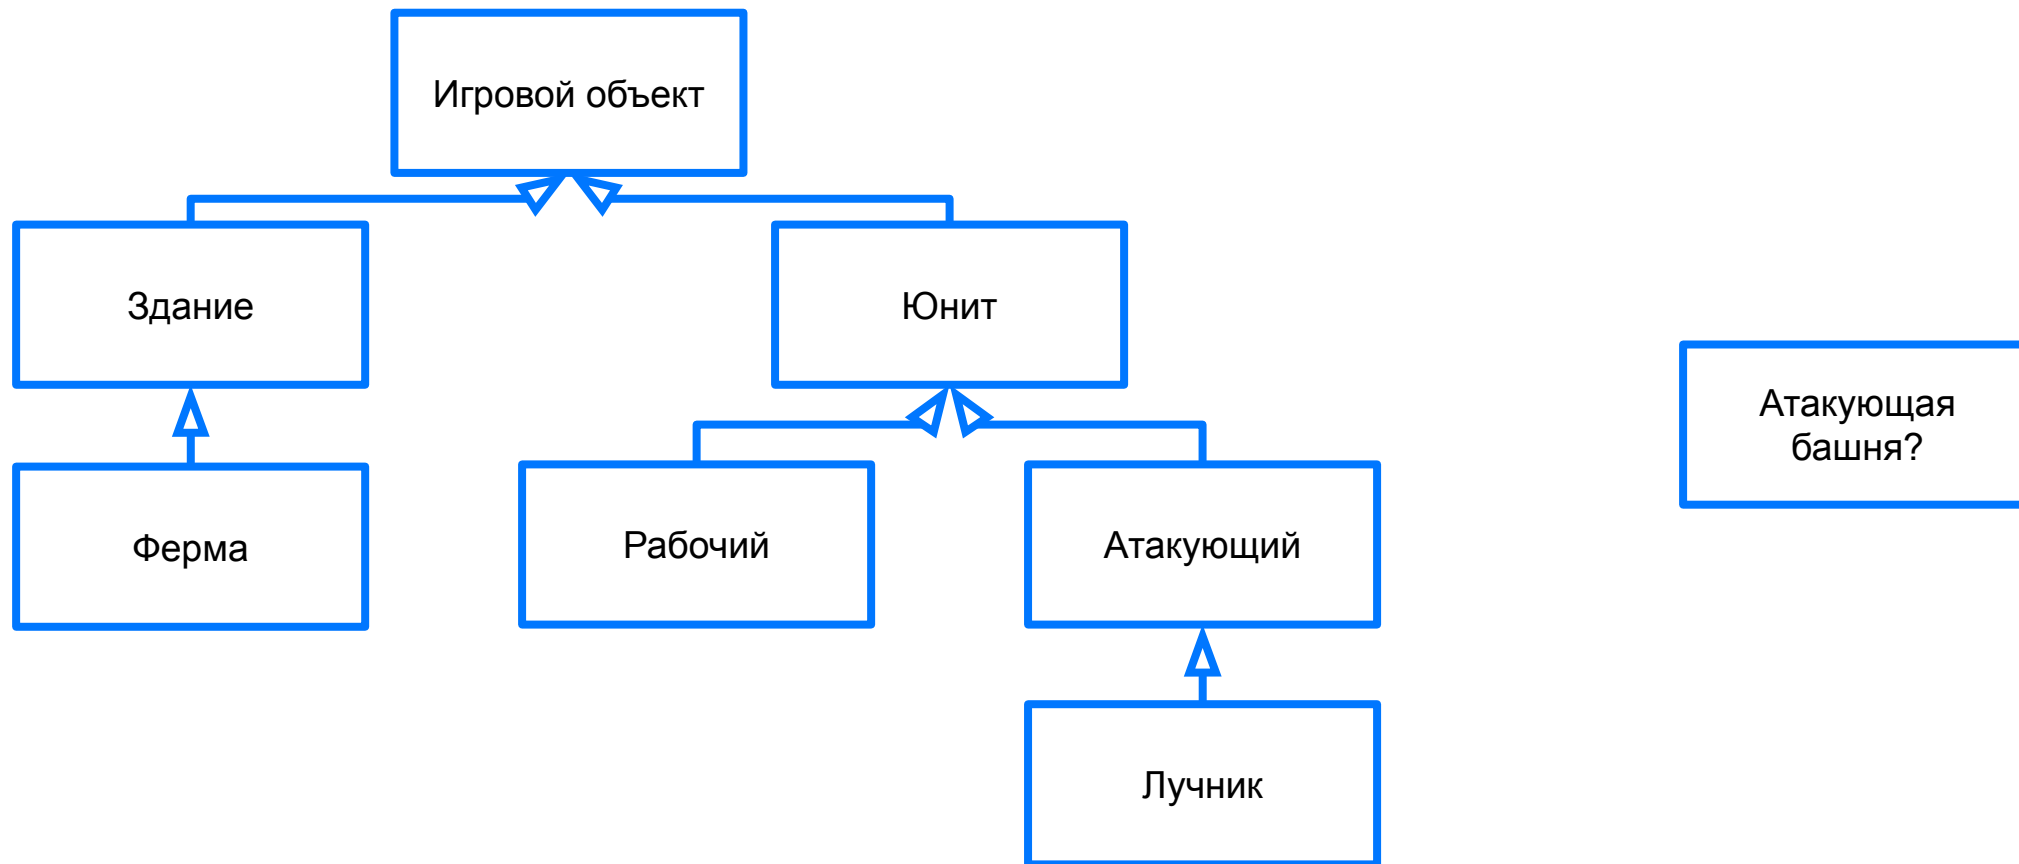 Игровой объект
Здание
Юнит
Атакующая
башня?
Ферма
Рабочий
Атакующий
Лучник